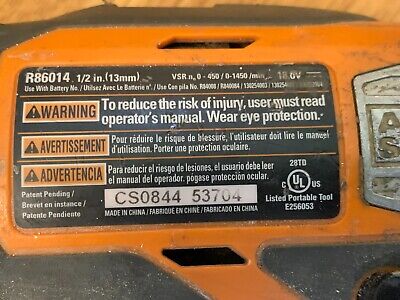 R86014 1/2 in.(13mm) VSR n₀ 0-450 / 0-1450 /min 18.0V
Use With Battery No./ Utilsez Avec Le Batterie n°./ Use Con pila No. R84008 / R840084 / 130254003 /
⚠WARNING To reduce the risk of injury, user must read
operator's manual. Wear eye protection.
⚠AVERTISSEMENT Pour réduire le risque de blessure, l'utilisateur doit lire le
manuel d'utilisation. Porter une protection oculaire.
⚠ADVERTENCIA Para reducir el riesgo de lesiones, el usuario debe leer
el manual del operador. pogase protección ocular.
Patent Pending /
Brevet en instance /
Patente Pendiente
CS0844 53704
MADE IN CHINA / FABRIQUÉ EN CHINE / FABRICADO EN CHINA
28TD
C UL US
Listed Portable Tool
E256053
A
S